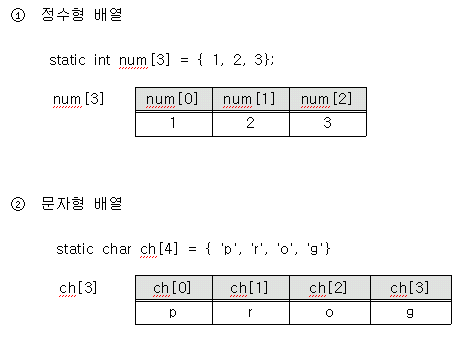 ① 정수형 배열
static int num[3] = { 1, 2, 3};
num[3] num[0] num[1] num[2]
1 2 3
② 문자형 배열
static char ch[4] = { 'p', 'r', 'o', 'g'}
ch[3] ch[0] ch[1] ch[2] ch[3]
p r o g